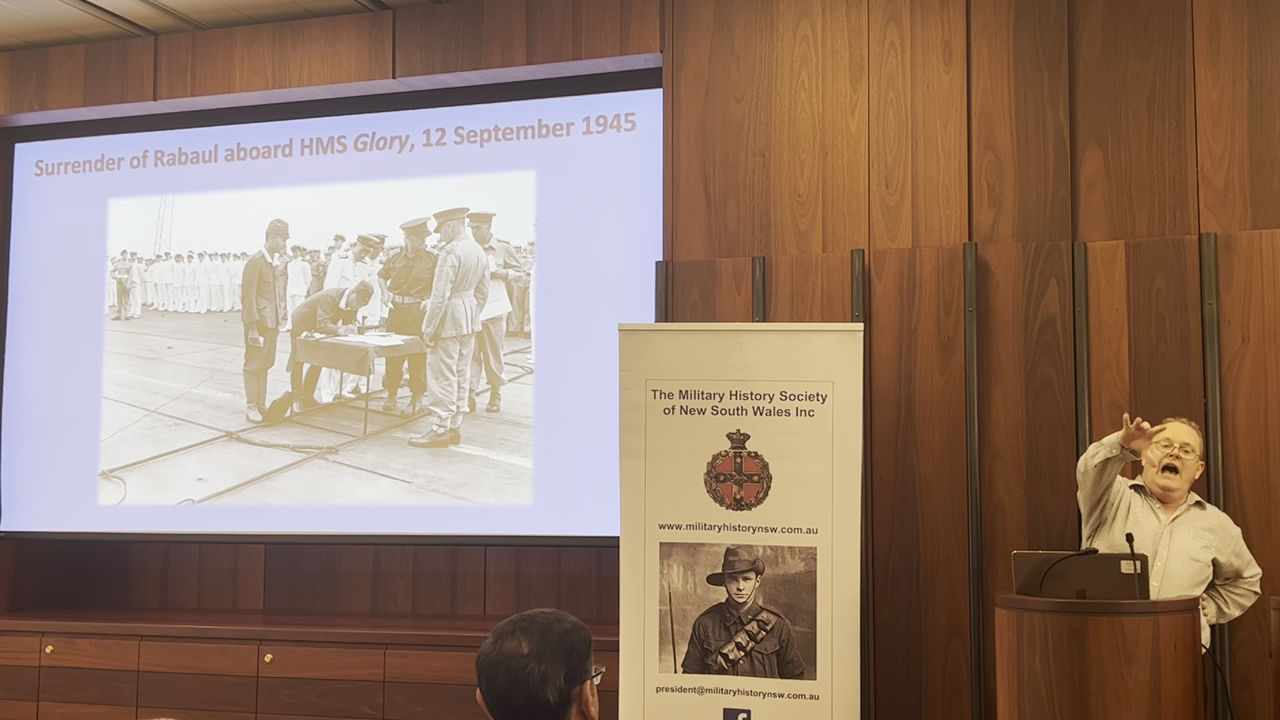 Surrender of Rabaul aboard HMS Glory, 12 September 1945
The Military History Society
of New South Wales Inc
www.militaryhistorynsw.com.au
president@militaryhistorynsw.com.au